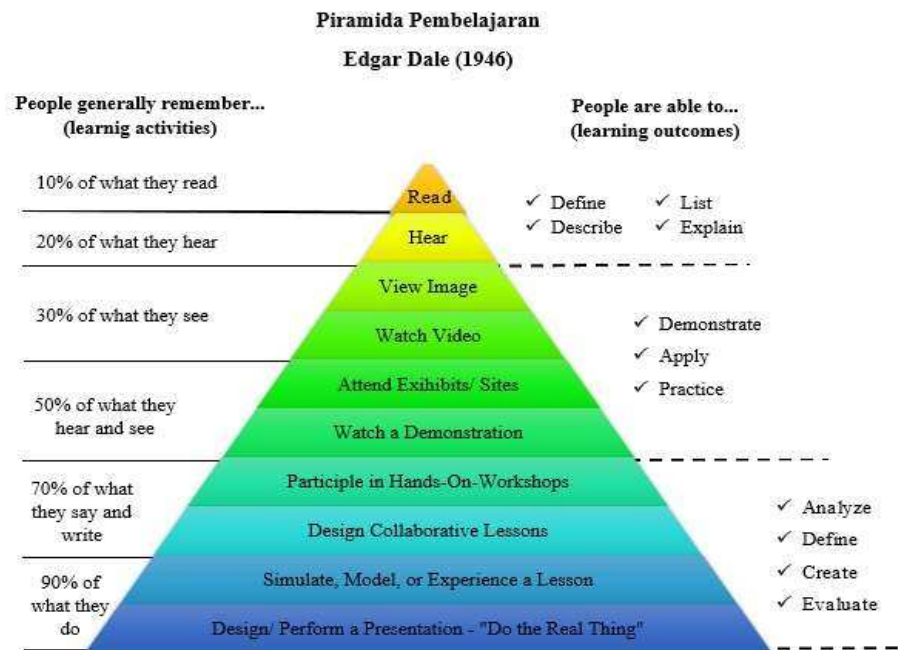 Piramida Pembelajaran
Edgar Dale (1946)
People generally remember...
(learnig activities)
People are able to...
(learning outcomes)
10% of what they read
20% of what they hear
30% of what they see
50% of what they
hear and see
70% of what
they say and
write
90% of
what they
do
Read
Hear
View Image
Watch Video
Attend Exihibits/ Sites
Watch a Demonstration
Participle in Hands-On-Workshops
Design Collaborative Lessons
Simulate, Model, or Experience a Lesson
Design/ Perform a Presentation - "Do the Real Thing"
✓ Define ✓ List
✓ Describe ✓ Explain
✓ Demonstrate
✓ Apply
✓ Practice
✓ Analyze
✓ Define
✓ Create
✓ Evaluate